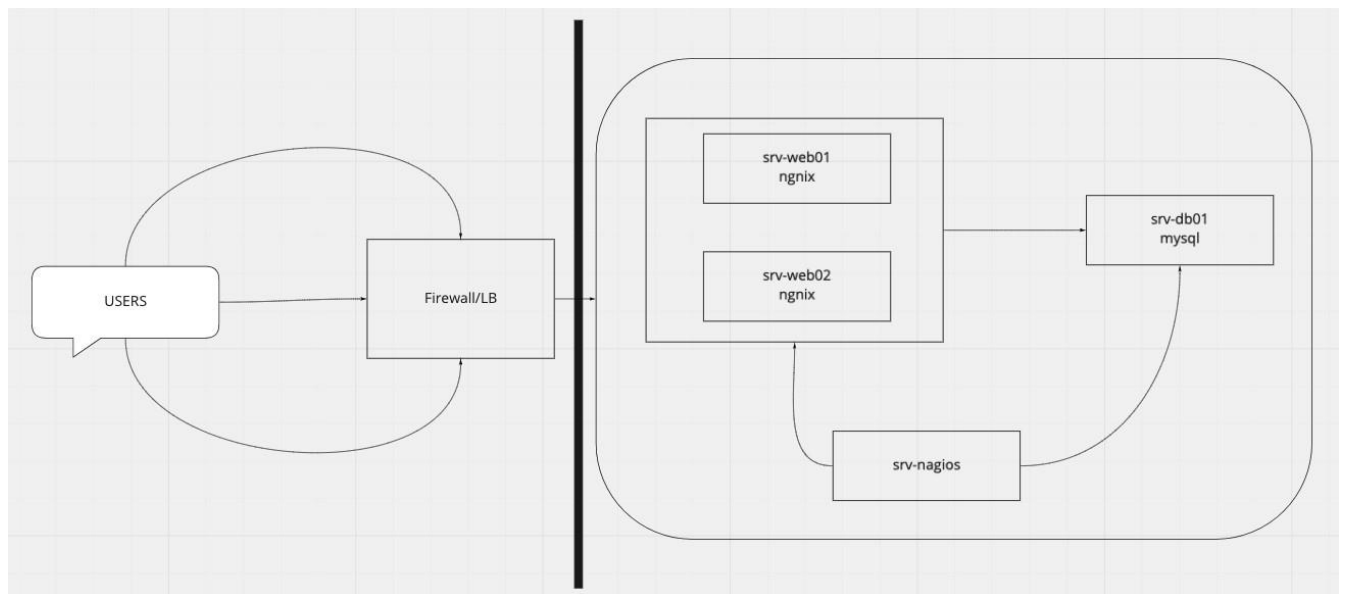 USERS
Firewall/LB
srv-web01
ngnix
srv-web02
ngnix
srv-db01
mysql
srv-nagios